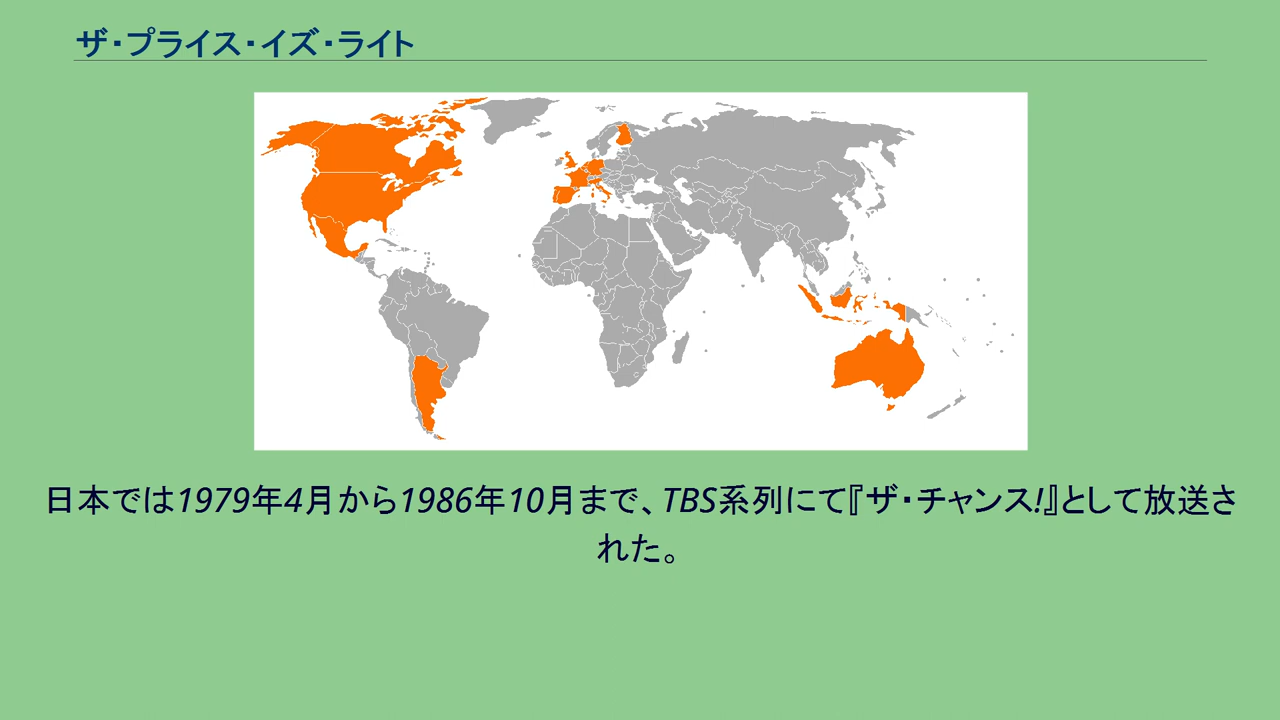 ザ・プライス・イズ・ライト
日本では1979年4月から1986年10月まで、TBS系列にて『ザ・チャンス!』として放送さ
れた。